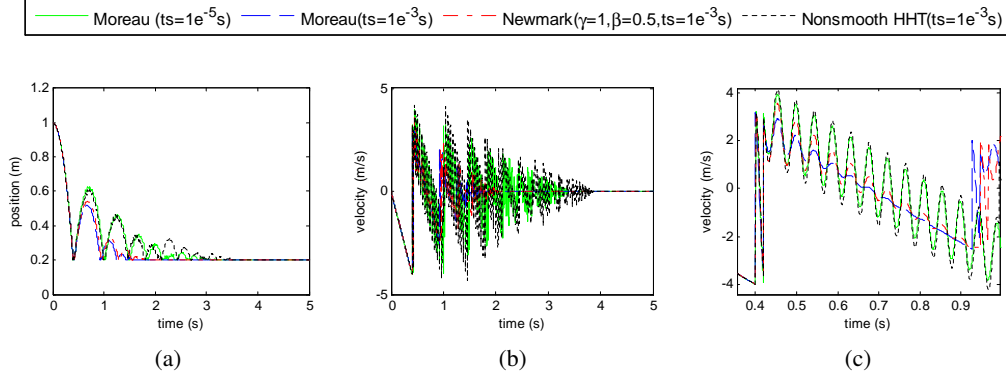 Moreau (ts=1e⁻⁵s) Moreau(ts=1e⁻³s) Newmark(γ=1,β=0.5,ts=1e⁻³s) Nonsmooth HHT(ts=1e⁻³s)
position (m)
1.2
1
0.8
0.6
0.4
0.2
0
0 1 2 3 4 5
time (s)
(a)
velocity (m/s)
5
0
-5
0 1 2 3 4 5
time (s)
(b)
velocity (m/s)
4
2
0
-2
-4
0.4 0.5 0.6 0.7 0.8 0.9
time (s)
(c)